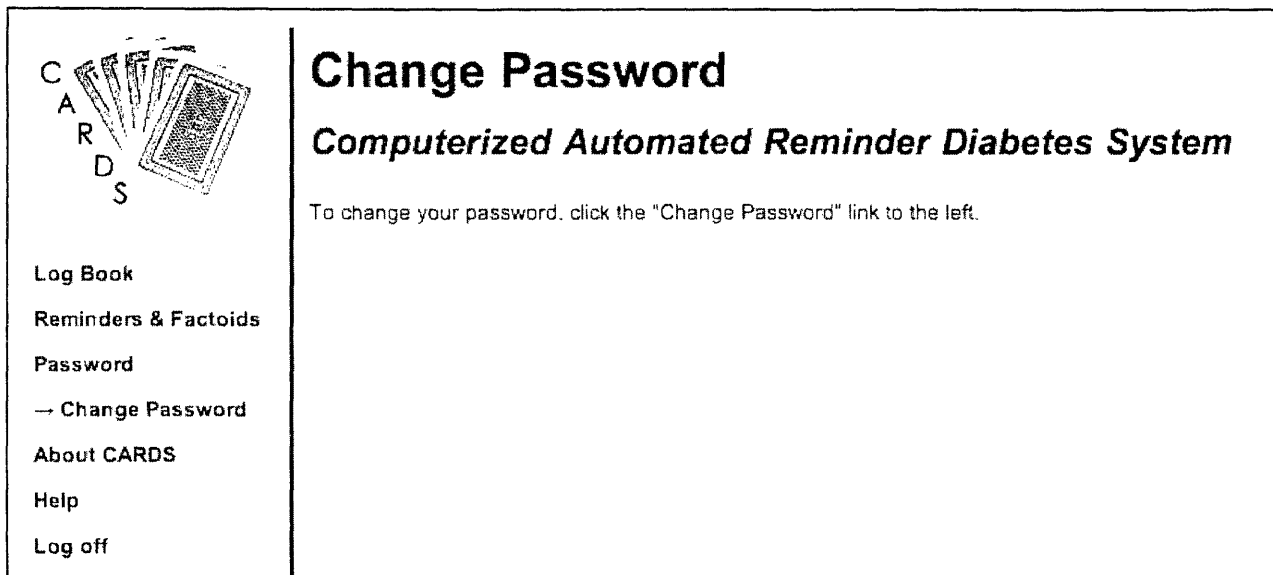 C
A
R
D
S
Log Book
Reminders & Factoids
Password
→ Change Password
About CARDS
Help
Log off
Change Password
Computerized Automated Reminder Diabetes System
To change your password, click the "Change Password" link to the left.